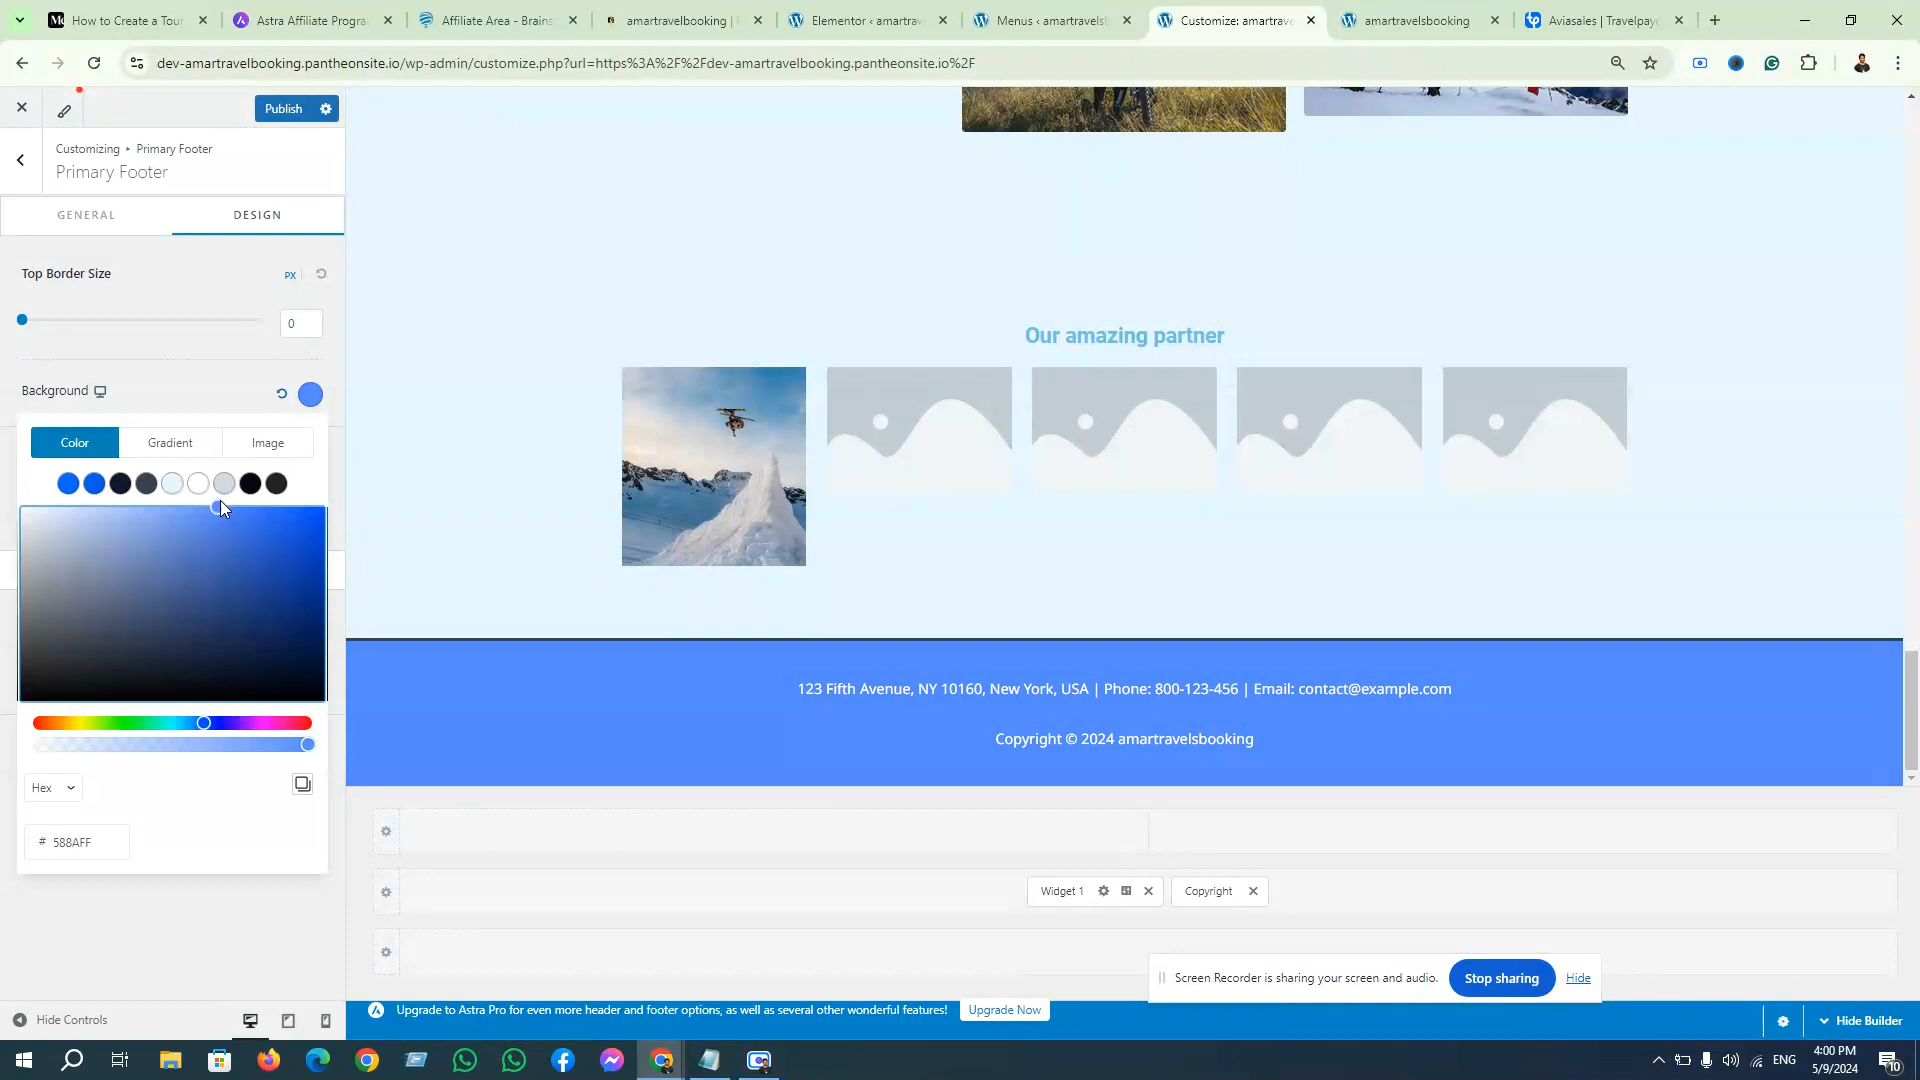 How to Create a Tour
Astra Affiliate Progra
Affiliate Area - Brains
amartravelbooking |
Elementor ‹ amartrav
Menus ‹ amartravelsb
Customize: amartrave
amartravelsbooking
Aviasales | Travelpayo
dev-amartravelbooking.pantheonsite.io/wp-admin/customize.php?url=https%3A%2F%2Fdev-amartravelbooking.pantheonsite.io%2F
Publish
Customizing ‣ Primary Footer
Primary Footer
GENERAL
DESIGN
Top Border Size
PX
0
Background
Color
Gradient
Image
Hex
# 588AFF
Our amazing partner
123 Fifth Avenue, NY 10160, New York, USA | Phone: 800-123-456 | Email: contact@example.com
Copyright © 2024 amartravelsbooking
Widget 1
Copyright
Screen Recorder is sharing your screen and audio.
Stop sharing
Hide
Hide Controls
Upgrade to Astra Pro for even more header and footer options, as well as several other wonderful features!
Upgrade Now
Hide Builder
ENG
4:00 PM
5/9/2024
10